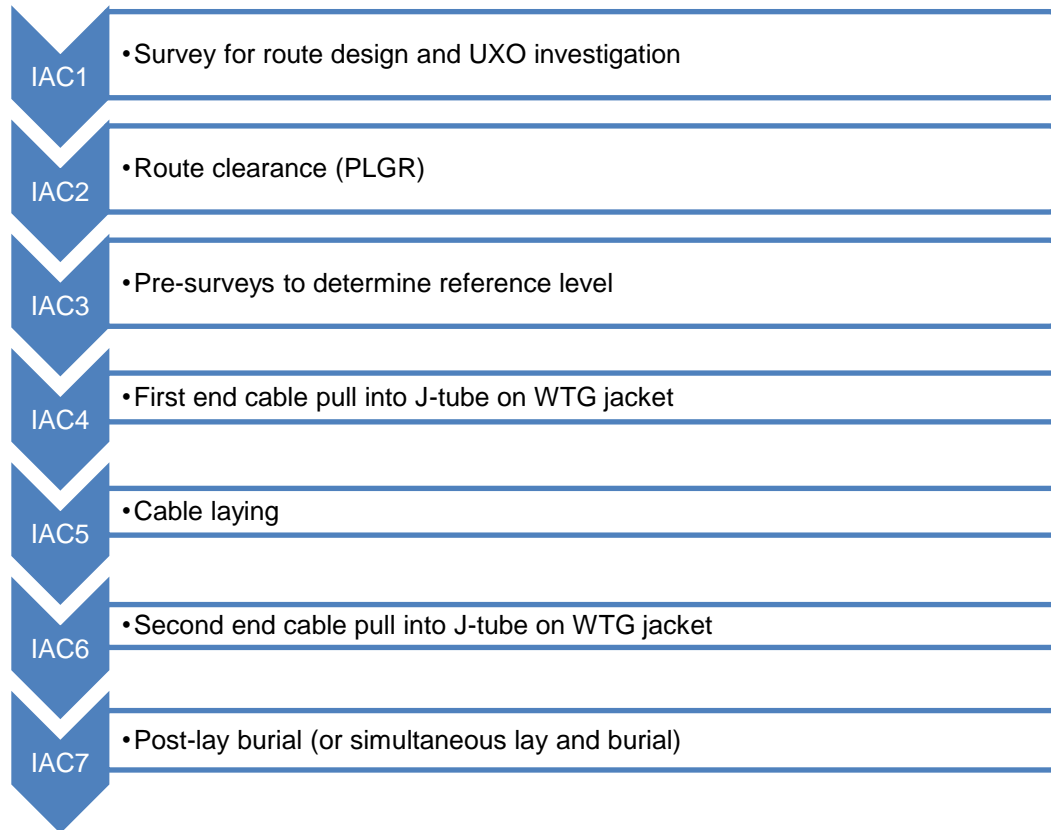 IAC1
•Survey for route design and UXO investigation
IAC2
•Route clearance (PLGR)
IAC3
•Pre-surveys to determine reference level
IAC4
•First end cable pull into J-tube on WTG jacket
IAC5
•Cable laying
IAC6
•Second end cable pull into J-tube on WTG jacket
IAC7
•Post-lay burial (or simultaneous lay and burial)